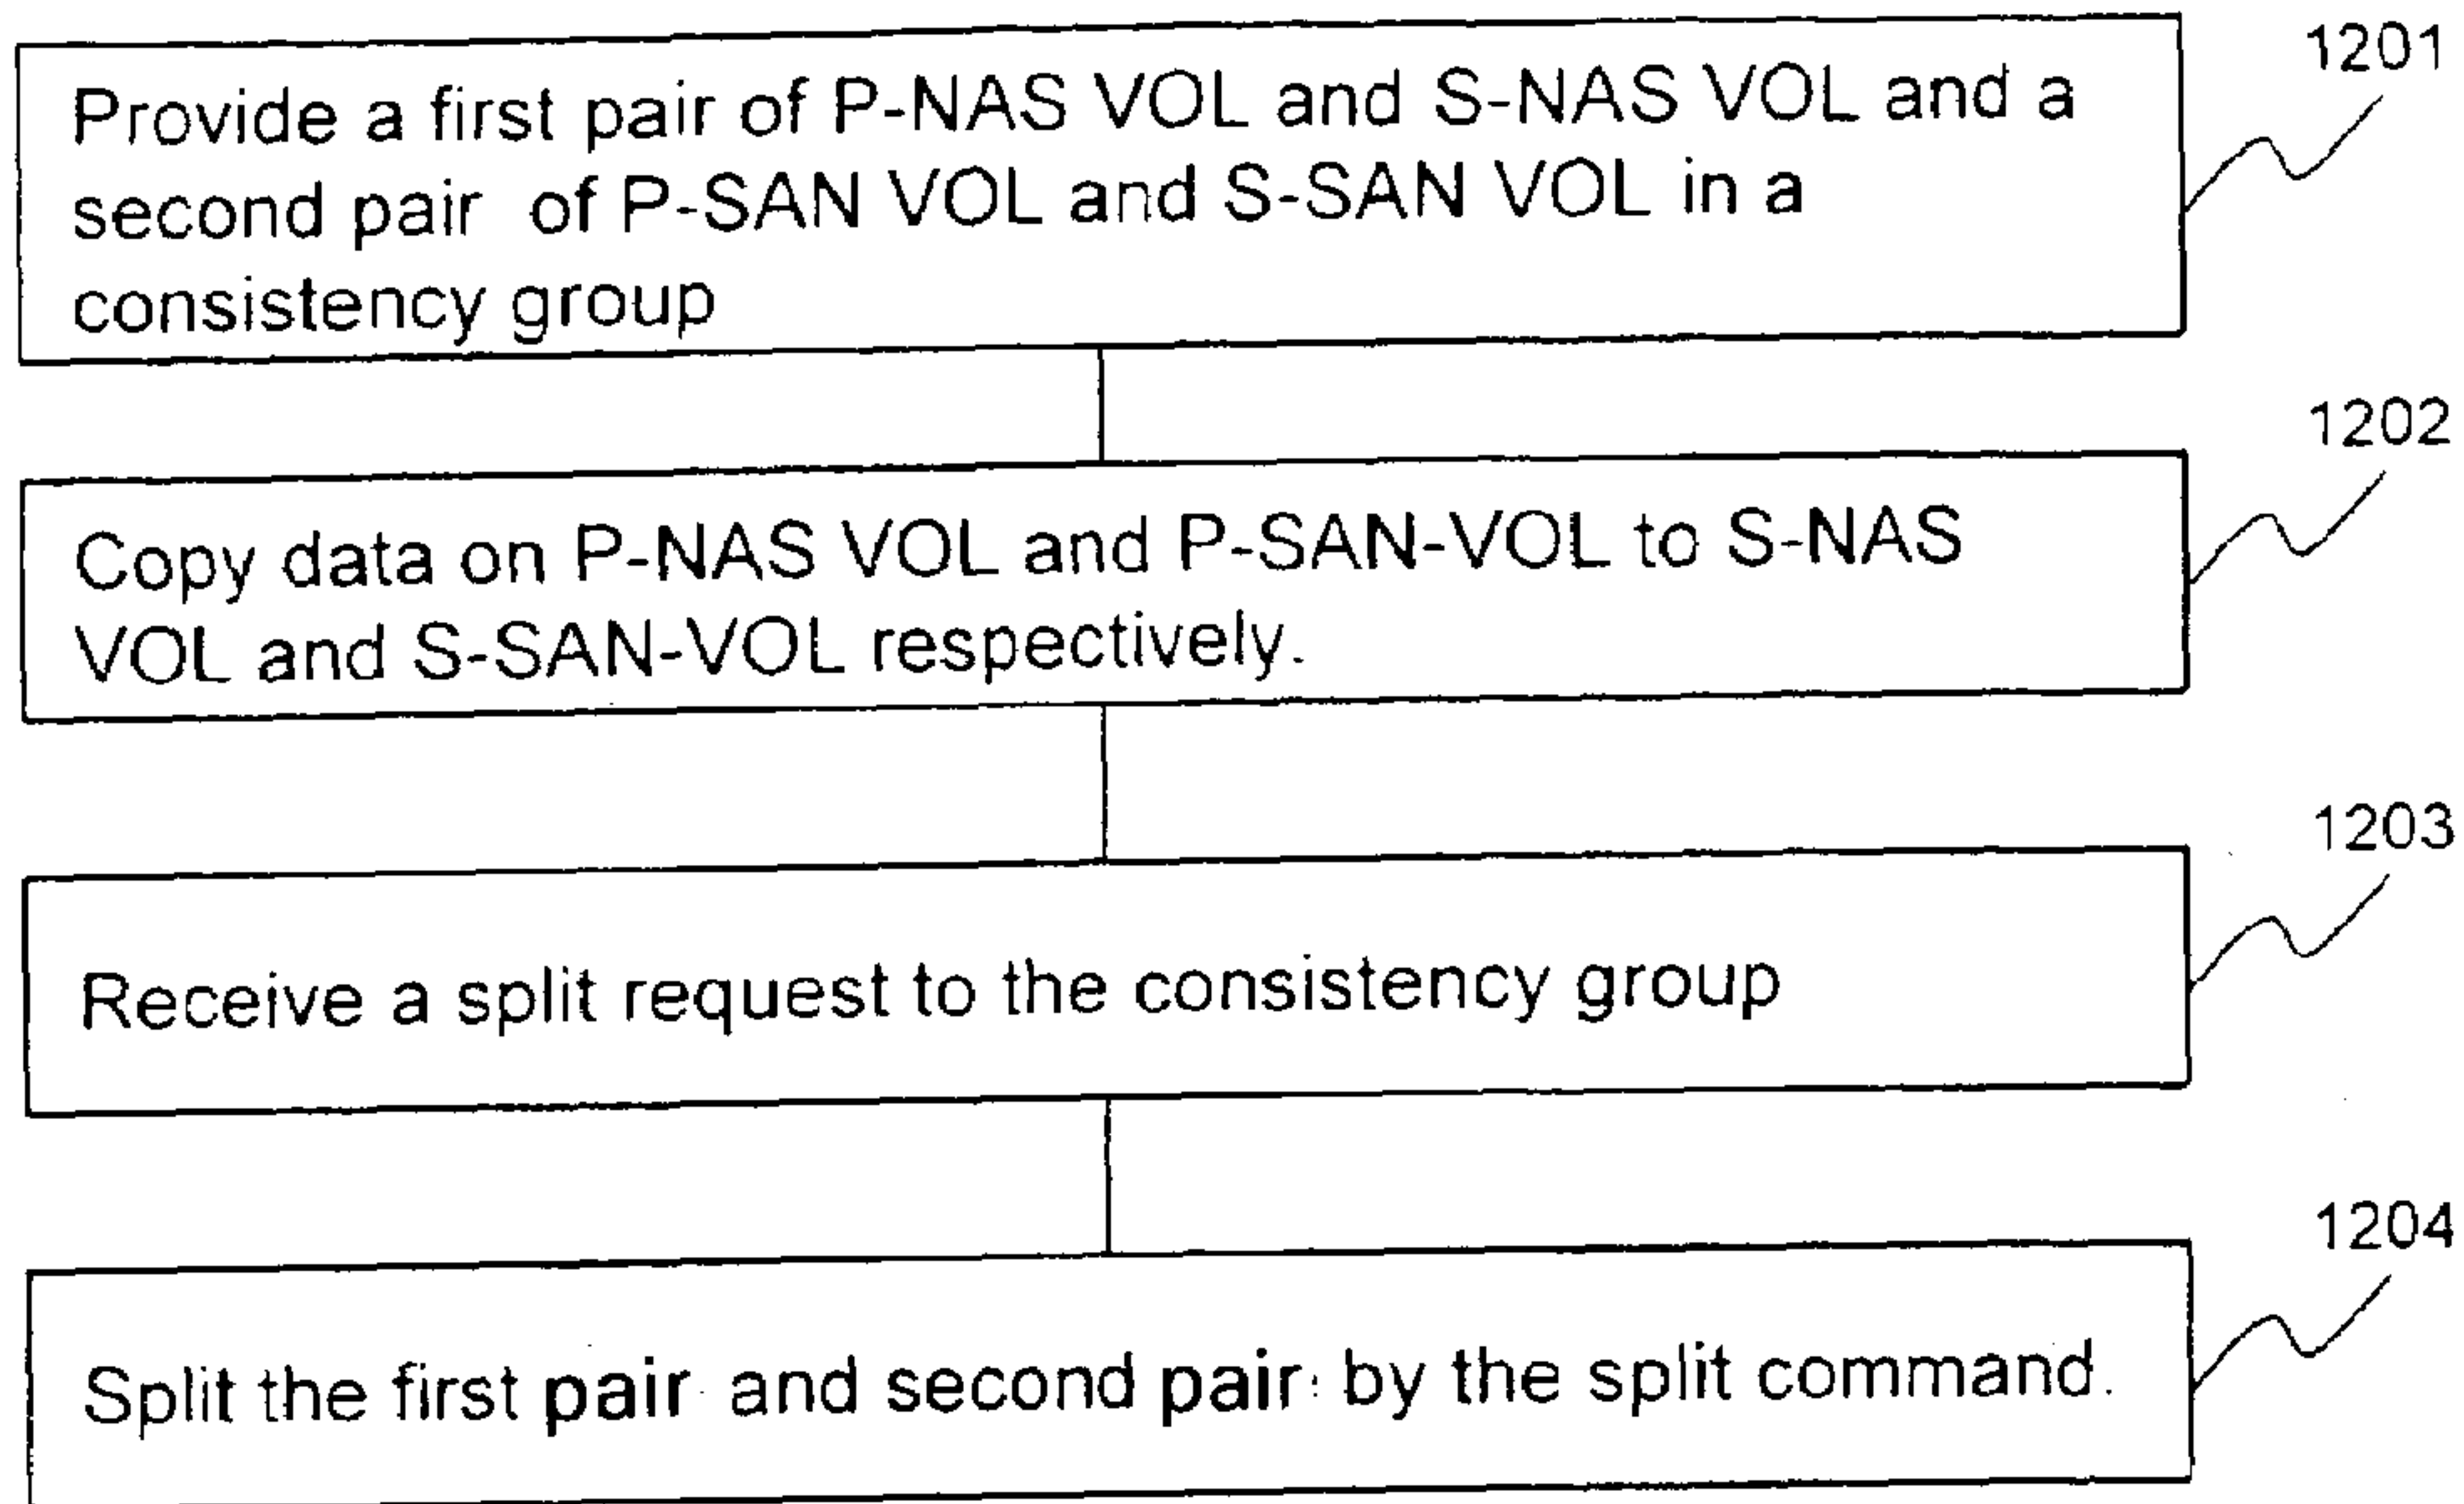 1201
Provide a first pair of P-NAS VOL and S-NAS VOL and a
second pair of P-SAN VOL and S-SAN VOL in a
consistency group
1202
Copy data on P-NAS VOL and P-SAN-VOL to S-NAS
VOL and S-SAN-VOL respectively.
1203
Receive a split request to the consistency group
1204
Split the first pair and second pair by the split command.